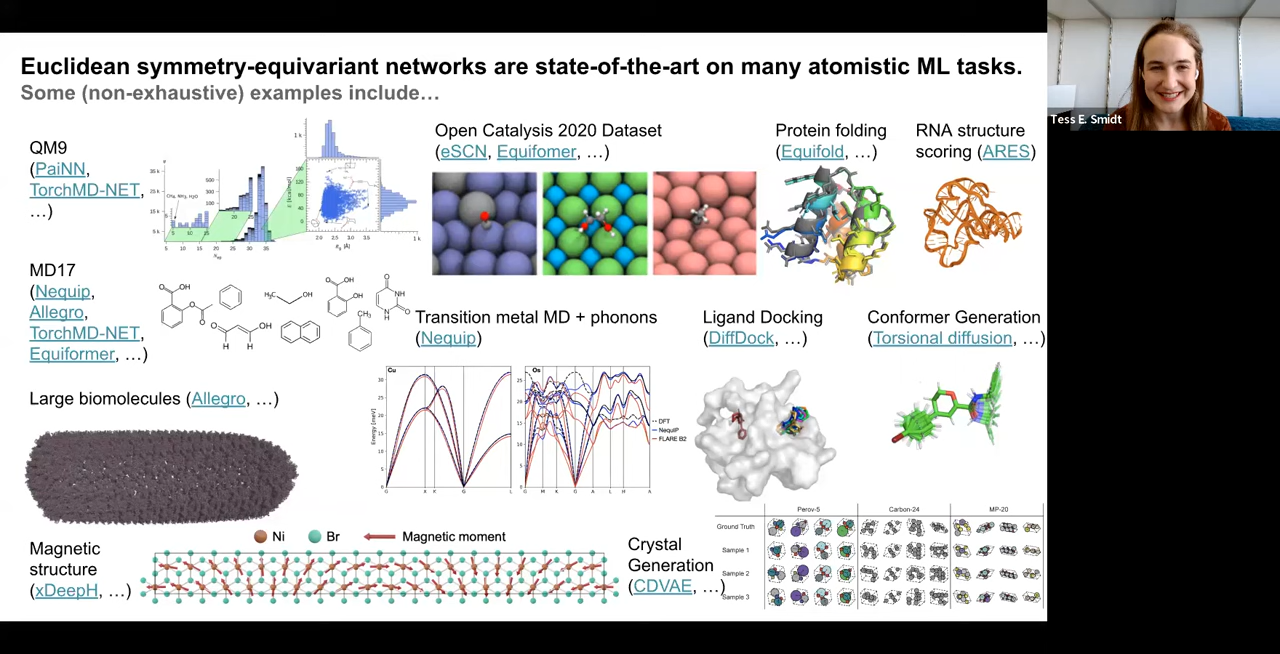 Euclidean symmetry-equivariant networks are state-of-the-art on many atomistic ML tasks.
Some (non-exhaustive) examples include…
Tess E. Smidt
QM9
(PaiNN,
TorchMD-NET,
…)
Open Catalysis 2020 Dataset
(eSCN, Equifomer, …)
Protein folding
(Equifold, …)
RNA structure
scoring (ARES)
MD17
(Nequip,
Allegro,
TorchMD-NET,
Equiformer, …)
Transition metal MD + phonons
(Nequip)
Ligand Docking
(DiffDock, …)
Conformer Generation
(Torsional diffusion, …)
Large biomolecules (Allegro, …)
Cu
Os
Energy [meV]
DFT
NequIP
FLARE B2
Magnetic
structure
(xDeepH, …)
Ni
Br
Magnetic moment
Crystal
Generation
(CDVAE, …)
Perov-5
Carbon-24
MP-20
Ground Truth
Sample 1
Sample 2
Sample 3